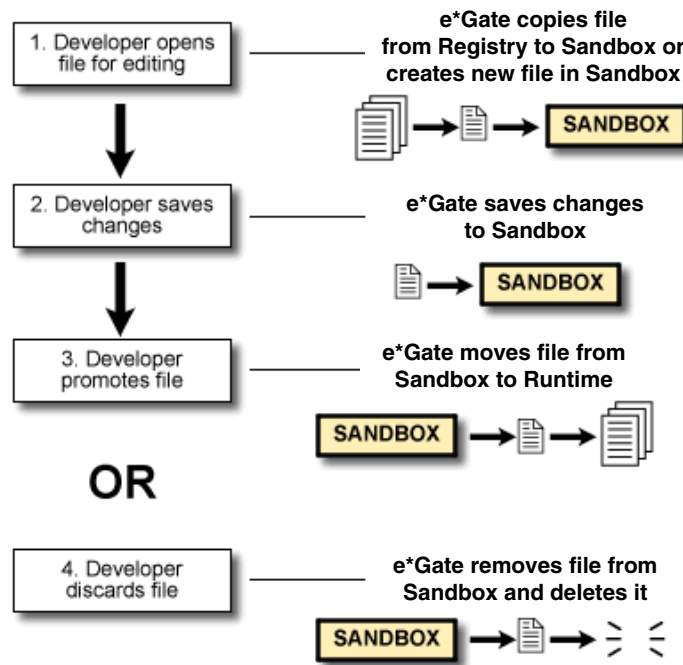 1. Developer opens
file for editing
e*Gate copies file
from Registry to Sandbox or
creates new file in Sandbox
SANDBOX
2. Developer saves
changes
e*Gate saves changes
to Sandbox
SANDBOX
3. Developer
promotes file
e*Gate moves file from
Sandbox to Runtime
SANDBOX
OR
4. Developer
discards file
e*Gate removes file from
Sandbox and deletes it
SANDBOX